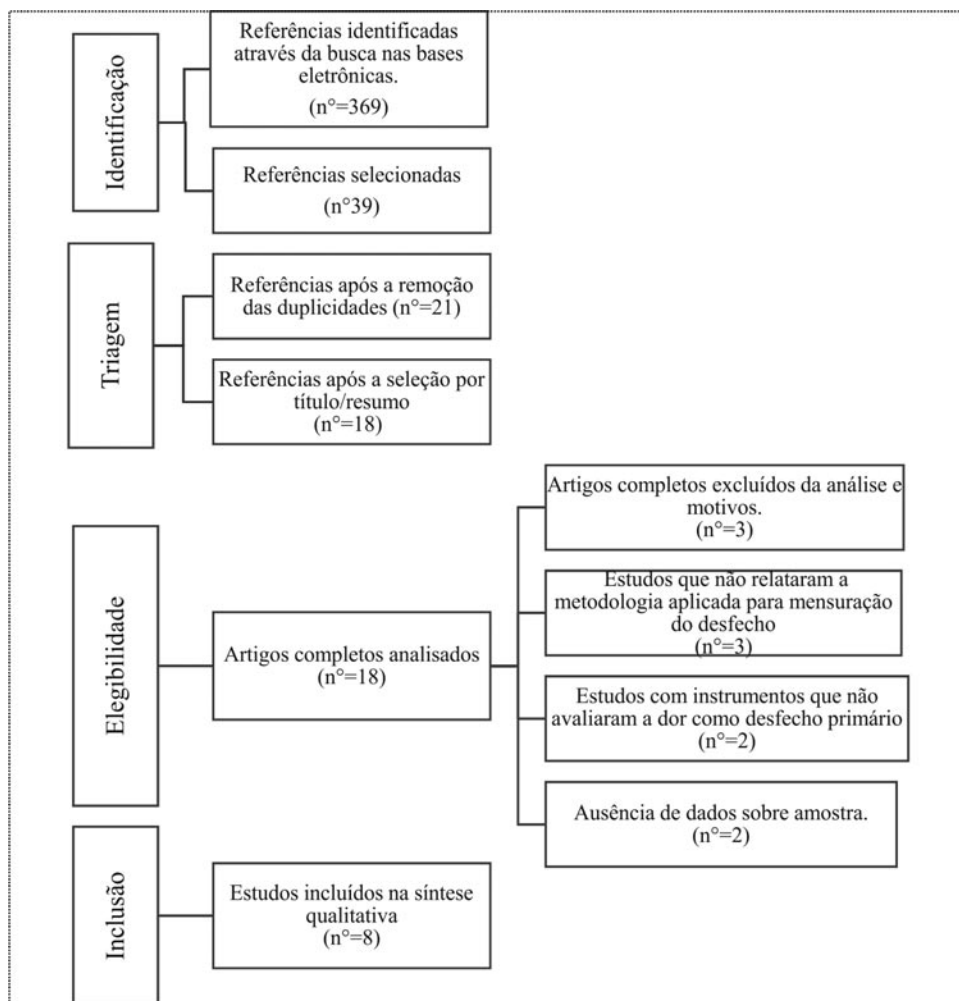 Identificação
Referências identificadas
através da busca nas bases
eletrônicas.
(n°=369)
Referências selecionadas
(n°39)
Triagem
Referências após a remoção
das duplicidades (n°=21)
Referências após a seleção por
título/resumo
(n°=18)
Elegibilidade
Artigos completos analisados
(n°=18)
Artigos completos excluídos da análise e
motivos.
(n°=3)
Estudos que não relataram a
metodologia aplicada para mensuração
do desfecho
(n°=3)
Estudos com instrumentos que não
avaliaram a dor como desfecho primário
(n°=2)
Ausência de dados sobre amostra.
(n°=2)
Inclusão
Estudos incluídos na síntese
qualitativa
(n°=8)